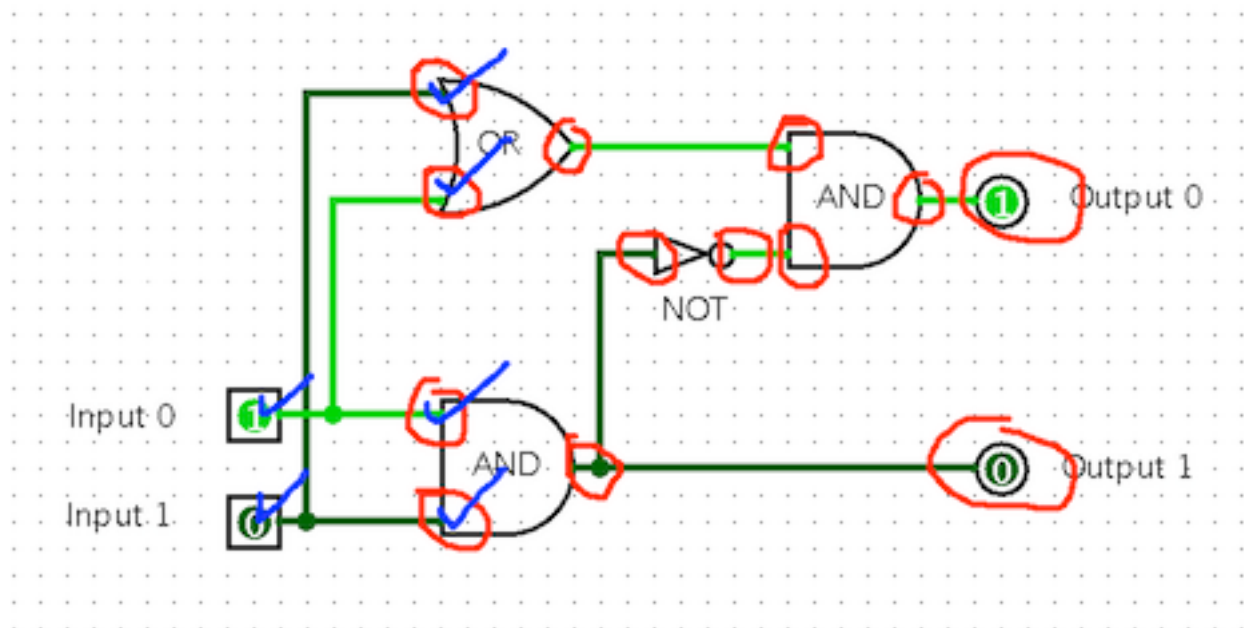 OR
AND
1
Output 0
NOT
Input 0
1
AND
0
Output 1
Input 1
0